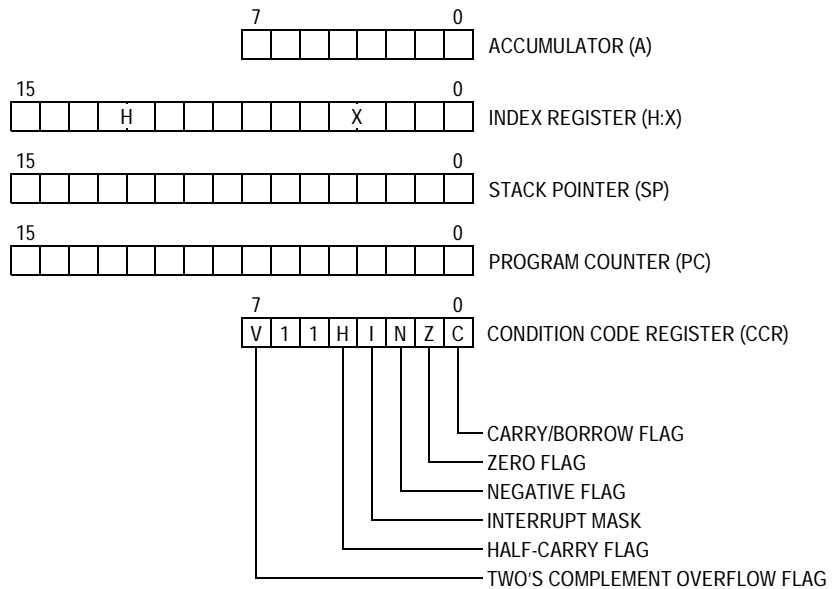 7 0
ACCUMULATOR (A)
15 0
H X INDEX REGISTER (H:X)
15 0
STACK POINTER (SP)
15 0
PROGRAM COUNTER (PC)
7 0
V 1 1 H I N Z C CONDITION CODE REGISTER (CCR)
CARRY/BORROW FLAG
ZERO FLAG
NEGATIVE FLAG
INTERRUPT MASK
HALF-CARRY FLAG
TWO'S COMPLEMENT OVERFLOW FLAG